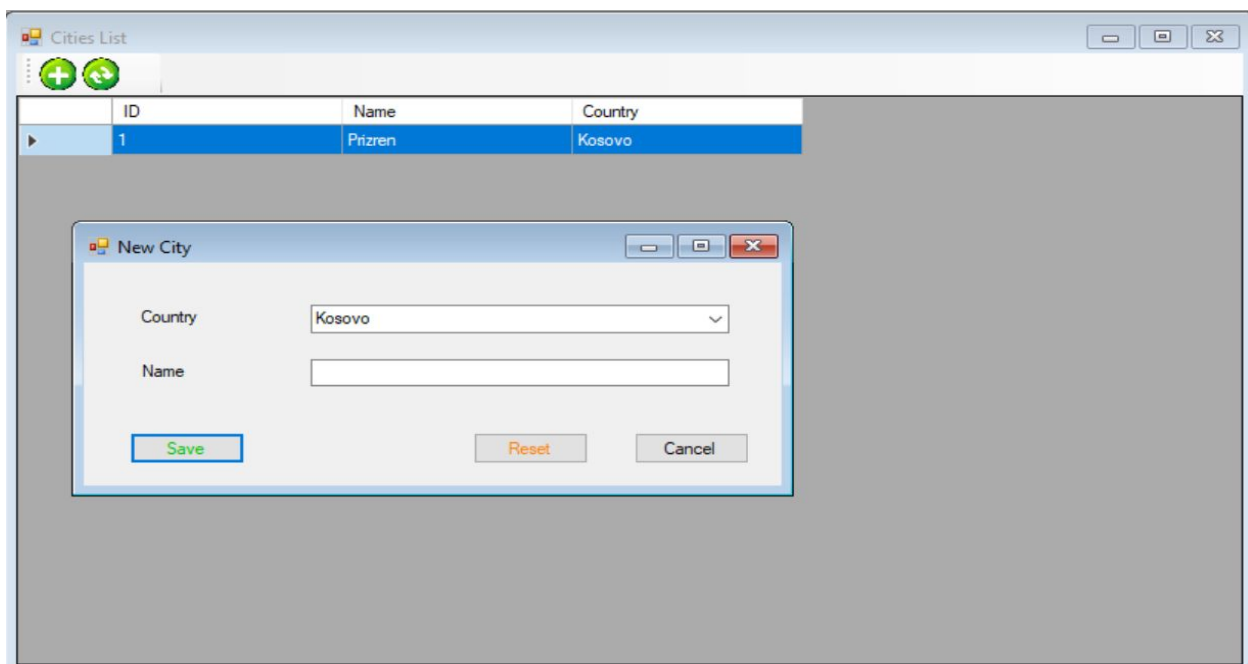 Cities List
ID Name Country
1 Prizren Kosovo
New City
Country Kosovo
Name
Save Reset Cancel